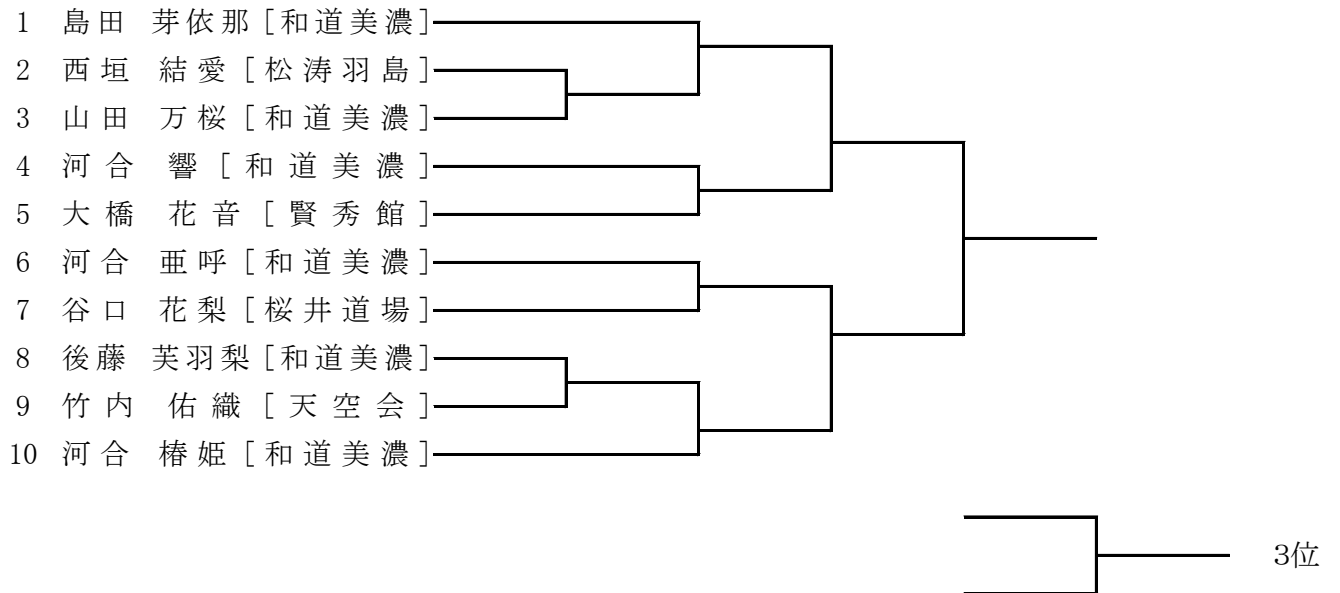 1 島田 芽依那［和道美濃］
2 西垣 結愛［松涛羽島］
3 山田 万桜［和道美濃］
4 河合 響［和道美濃］
5 大橋 花音［賢秀館］
6 河合 亜呼［和道美濃］
7 谷口 花梨［桜井道場］
8 後藤 芙羽梨［和道美濃］
9 竹内 佑織［天空会］
10 河合 椿姫［和道美濃］
3位